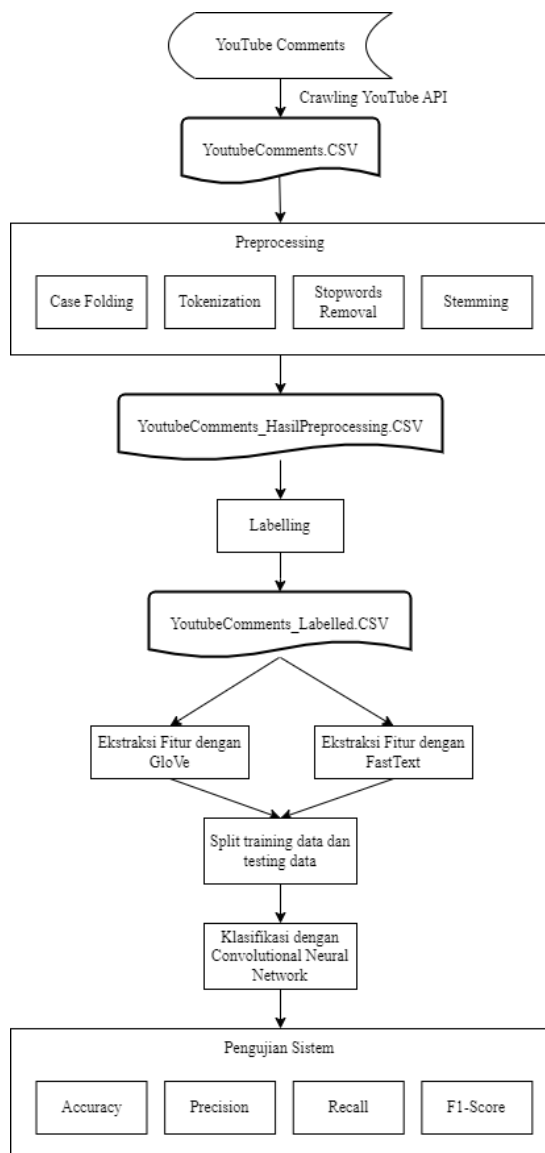 YouTube Comments
Crawling YouTube API
YoutubeComments.CSV
Preprocessing
Case Folding
Tokenization
Stopwords
Removal
Stemming
YoutubeComments_HasilPreprocessing.CSV
Labelling
YoutubeComments_Labelled.CSV
Ekstraksi Fitur dengan
GloVe
Ekstraksi Fitur dengan
FastText
Split training data dan
testing data
Klasifikasi dengan
Convolutional Neural
Network
Pengujian Sistem
Accuracy
Precision
Recall
F1-Score